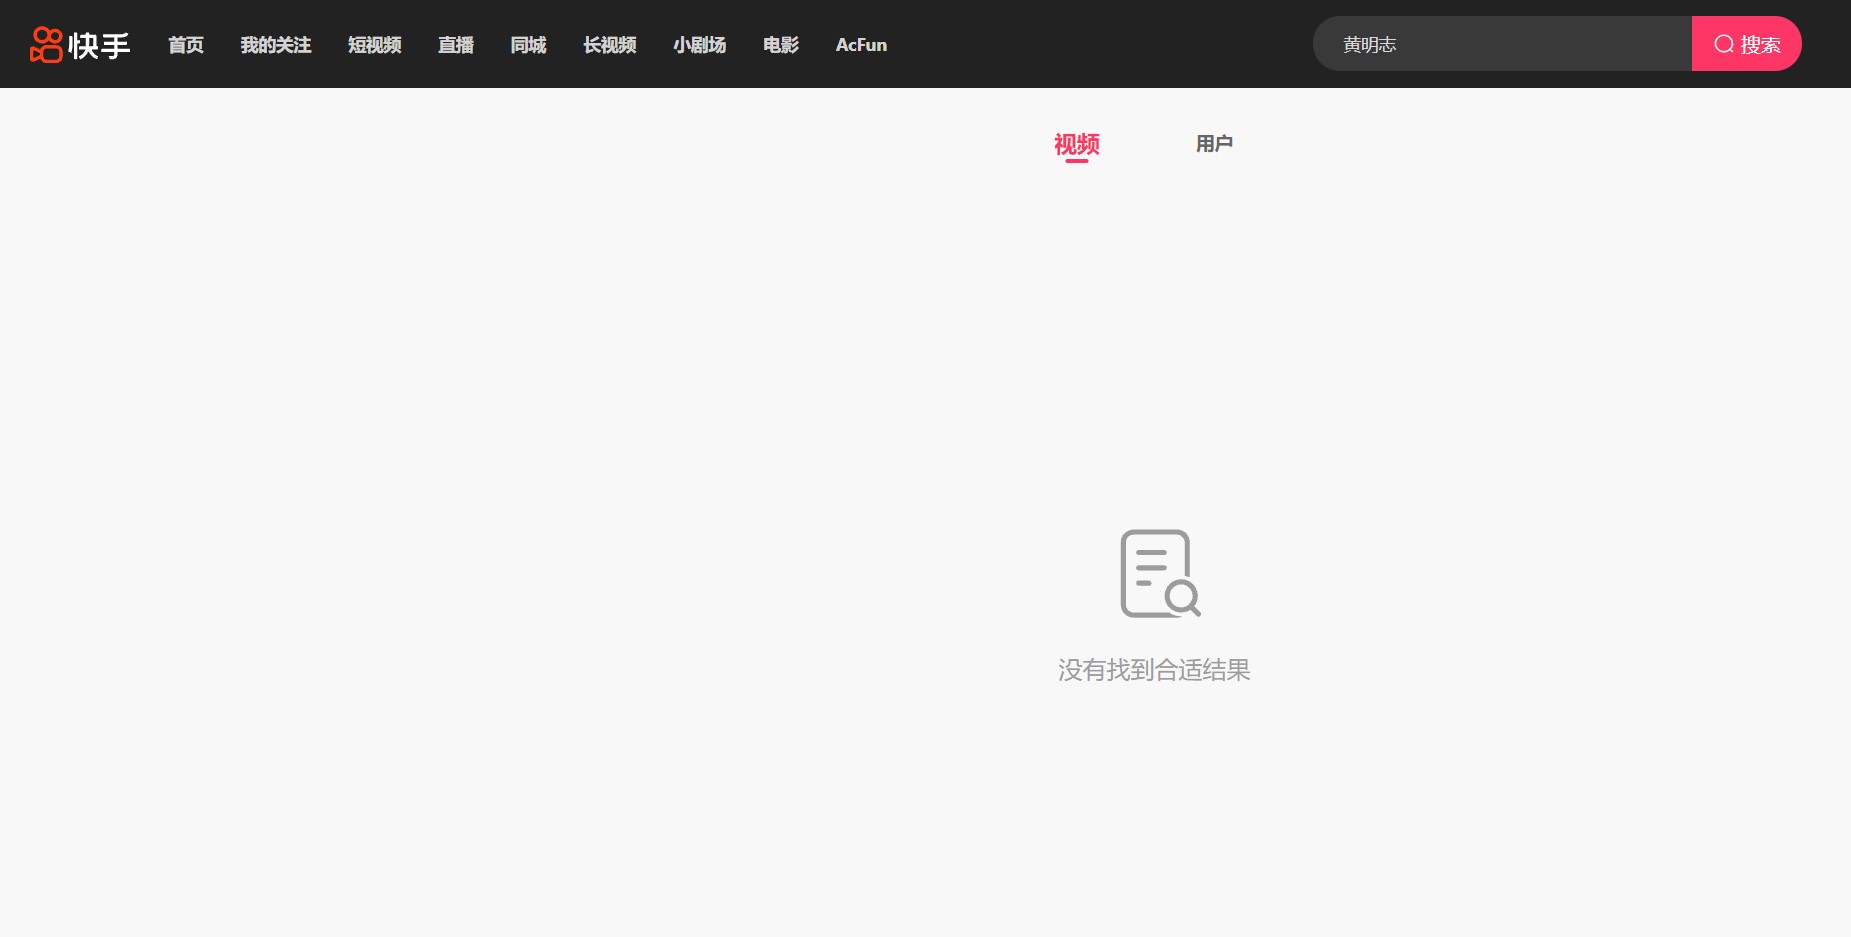 快手 首页 我的关注 短视频 直播 同城 长视频 小剧场 电影 AcFun 黄明志 搜索
视频 用户
没有找到合适结果